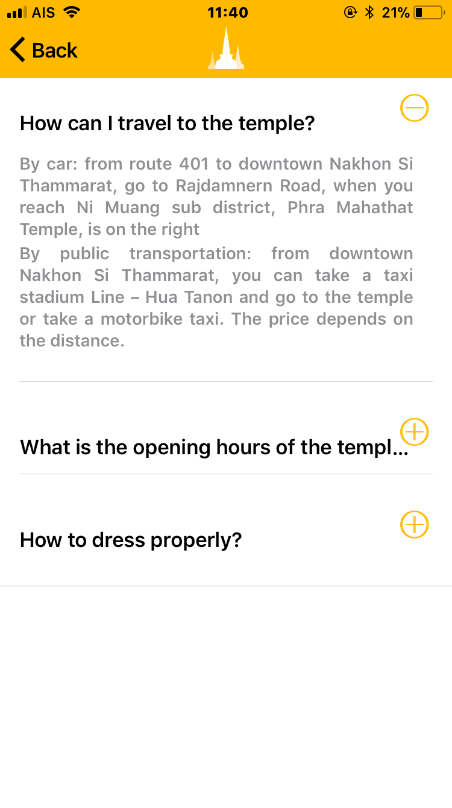 AIS 11:40 21%
Back
How can I travel to the temple?
By car: from route 401 to downtown Nakhon Si
Thammarat, go to Rajdamnern Road, when you
reach Ni Muang sub district, Phra Mahathat
Temple, is on the right
By public transportation: from downtown
Nakhon Si Thammarat, you can take a taxi
stadium Line – Hua Tanon and go to the temple
or take a motorbike taxi. The price depends on
the distance.
What is the opening hours of the templ...
How to dress properly?